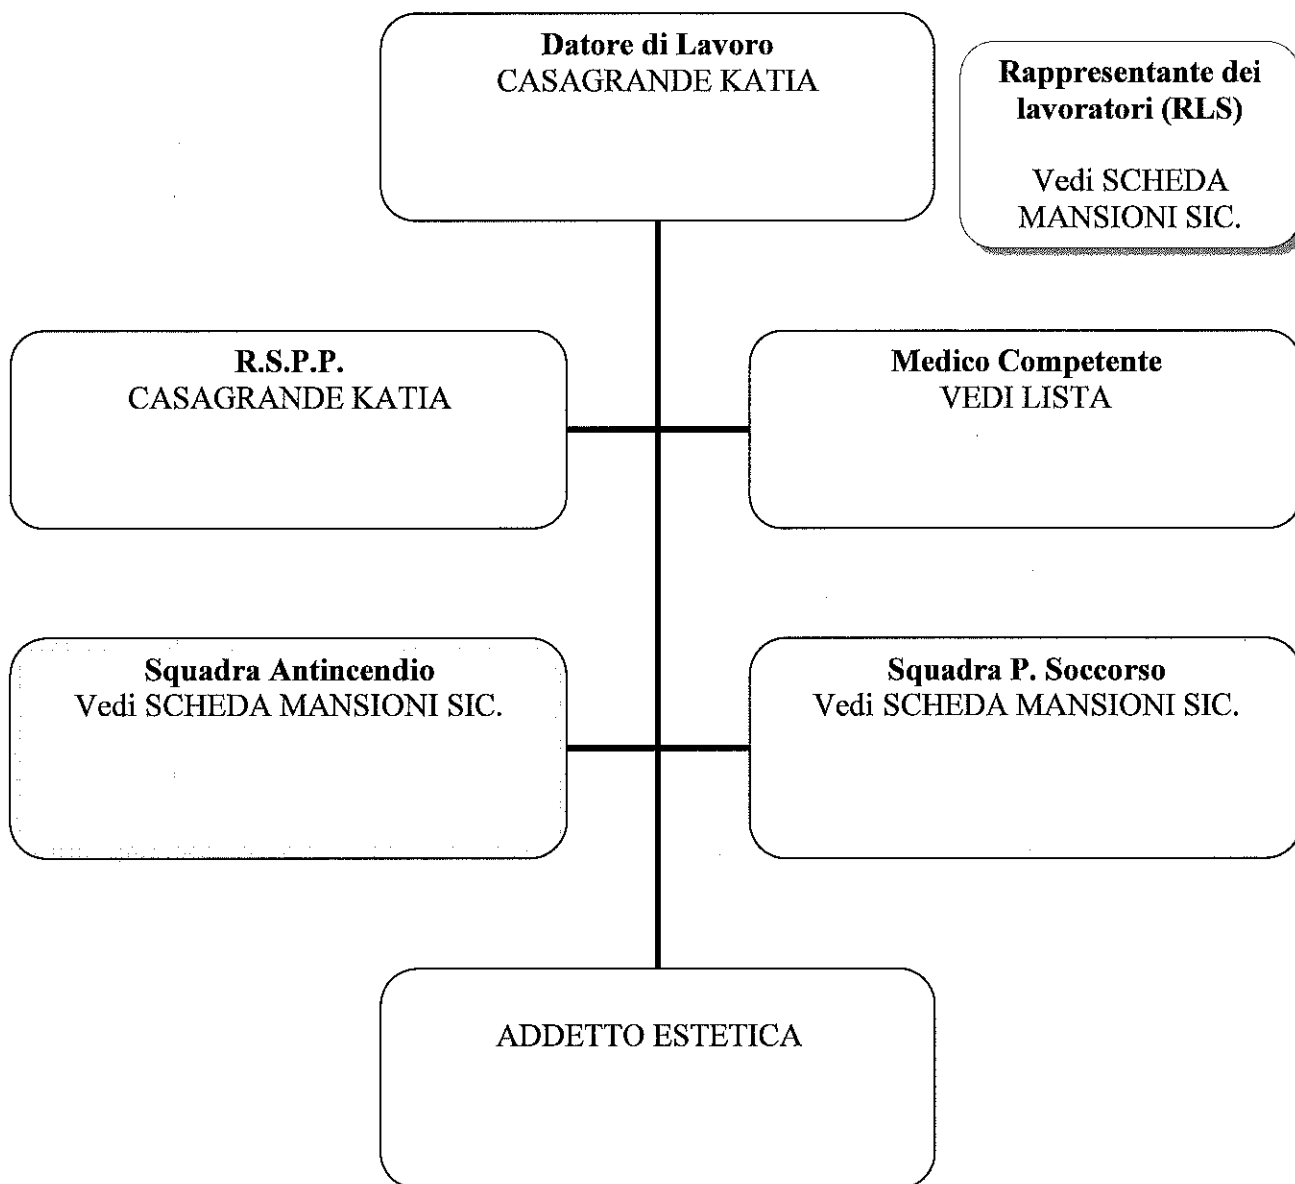 Datore di Lavoro
CASAGRANDE KATIA
Rappresentante dei
lavoratori (RLS)
Vedi SCHEDA
MANSIONI SIC.
R.S.P.P.
CASAGRANDE KATIA
Medico Competente
VEDI LISTA
Squadra Antincendio
Vedi SCHEDA MANSIONI SIC.
Squadra P. Soccorso
Vedi SCHEDA MANSIONI SIC.
ADDETTO ESTETICA